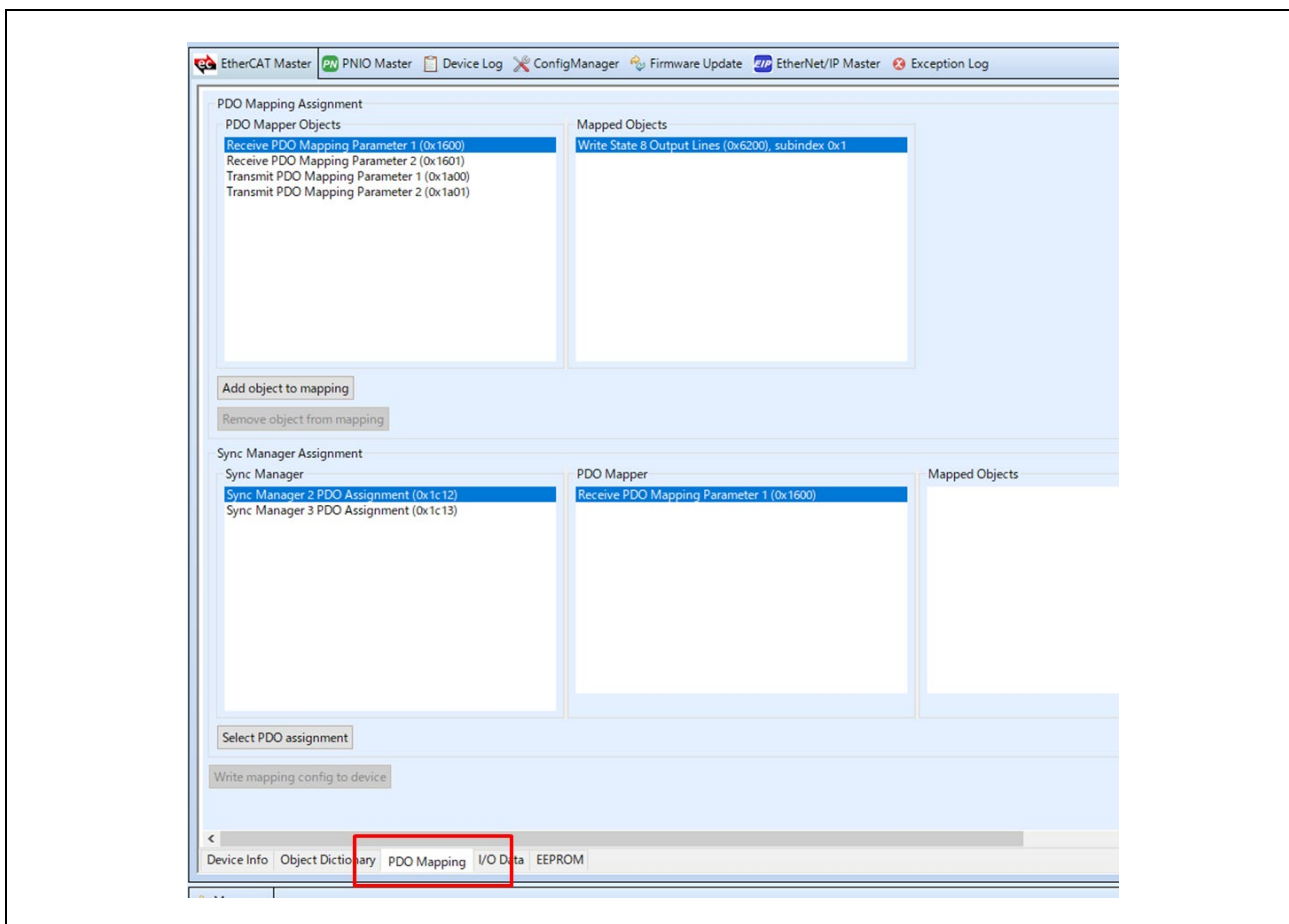 EtherCAT Master PNIO Master Device Log ConfigManager Firmware Update EtherNet/IP Master Exception Log
PDO Mapping Assignment
PDO Mapper Objects
Receive PDO Mapping Parameter 1 (0x1600)
Receive PDO Mapping Parameter 2 (0x1601)
Transmit PDO Mapping Parameter 1 (0x1a00)
Transmit PDO Mapping Parameter 2 (0x1a01)
Mapped Objects
Write State 8 Output Lines (0x6200), subindex 0x1
Add object to mapping
Remove object from mapping
Sync Manager Assignment
Sync Manager
Sync Manager 2 PDO Assignment (0x1c12)
Sync Manager 3 PDO Assignment (0x1c13)
PDO Mapper
Receive PDO Mapping Parameter 1 (0x1600)
Mapped Objects
Select PDO assignment
Write mapping config to device
Device Info Object Dictionary PDO Mapping I/O Data EEPROM